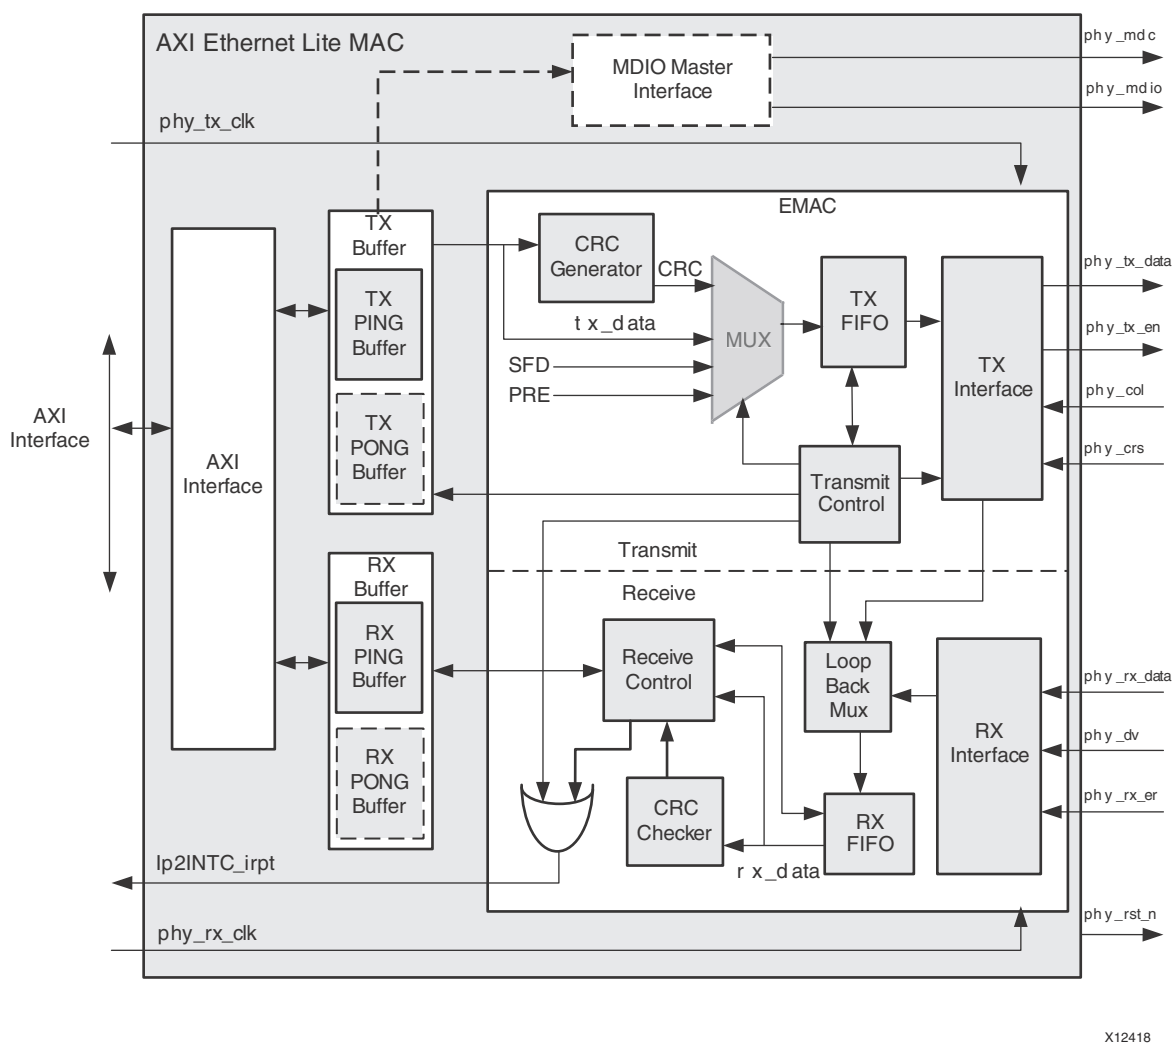 AXI Ethernet Lite MAC
MDIO Master
Interface
phy_mdc
phy_mdio
phy_tx_clk
EMAC
TX
Buffer
TX
PING
Buffer
TX
PONG
Buffer
CRC
Generator
CRC
tx_data
SFD
PRE
MUX
TX
FIFO
TX
Interface
phy_tx_data
phy_tx_en
phy_col
phy_crs
AXI
Interface
AXI
Interface
Transmit
Control
Transmit
Receive
RX
Buffer
RX
PING
Buffer
RX
PONG
Buffer
Receive
Control
Loop
Back
Mux
RX
Interface
phy_rx_data
phy_dv
phy_rx_er
CRC
Checker
RX
FIFO
rx_data
Ip2INTC_irpt
phy_rx_clk
phy_rst_n
X12418